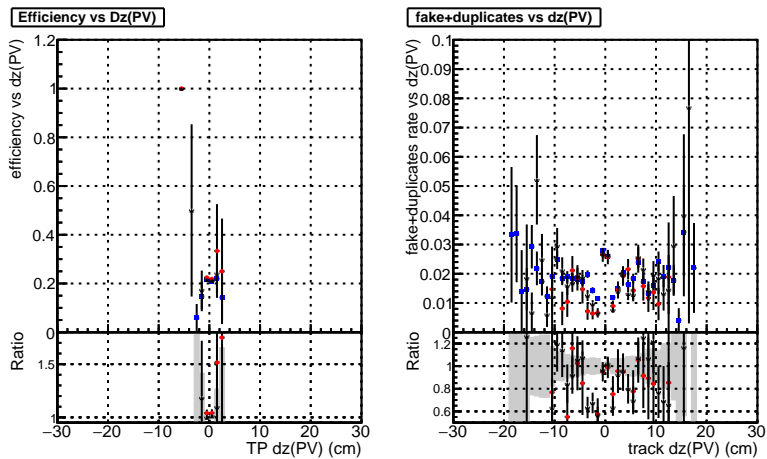 Efficiency vs Dz(PV)
efficiency vs dz(PV)
1.2
1
0.8
0.6
0.4
0.2
0
Ratio
1.5
1
−30 −20 −10 0 10 20 30
TP dz(PV) (cm)
fake+duplicates vs dz(PV)
fake+duplicates rate vs dz(PV)
0.1
0.09
0.08
0.07
0.06
0.05
0.04
0.03
0.02
0.01
0
Ratio
1.2
1
0.8
0.6
−30 −20 −10 0 10 20 30
track dz(PV) (cm)